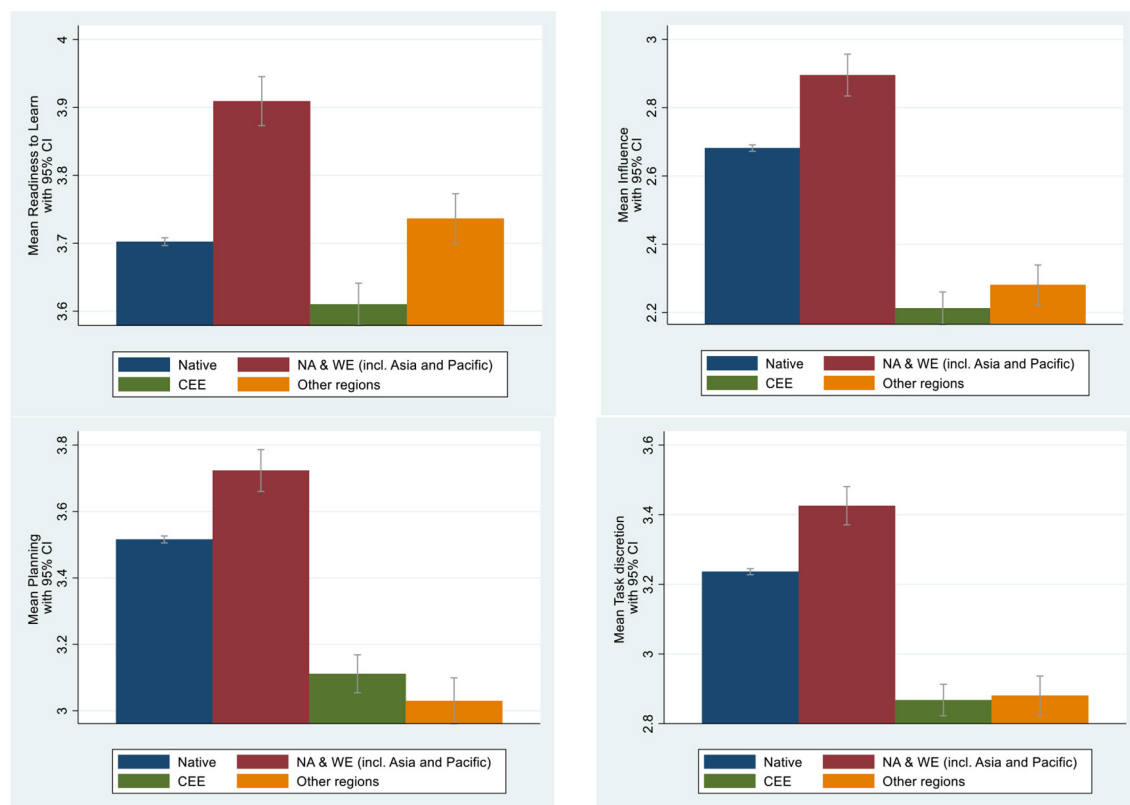 Mean Readiness to Learn
with 95% CI
4
3.9
3.8
3.7
3.6
Native
NA & WE (incl. Asia and Pacific)
CEE
Other regions
Mean Influence
with 95% CI
3
2.8
2.6
2.4
2.2
Native
NA & WE (incl. Asia and Pacific)
CEE
Other regions
Mean Planning
with 95% CI
3.8
3.6
3.4
3.2
3
Native
NA & WE (incl. Asia and Pacific)
CEE
Other regions
Mean Task discretion
with 95% CI
3.6
3.4
3.2
3
2.8
Native
NA & WE (incl. Asia and Pacific)
CEE
Other regions